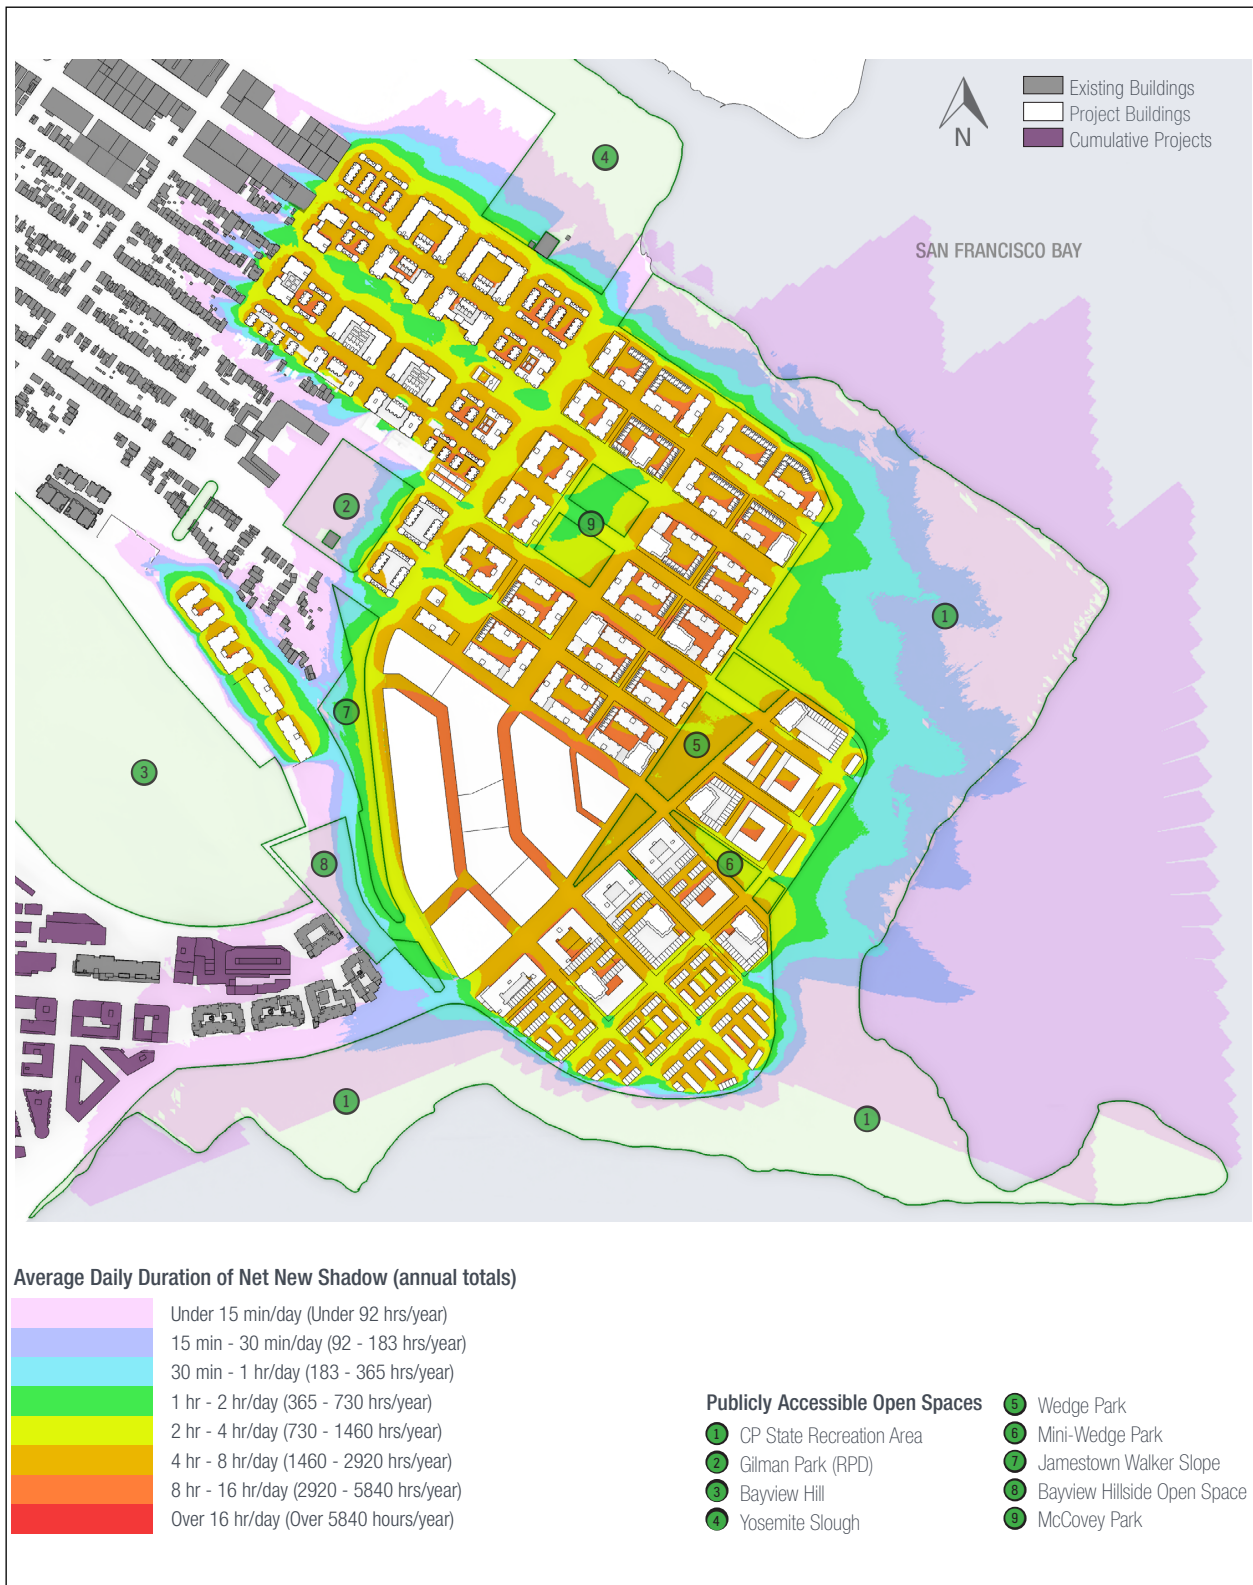 Existing Buildings
Project Buildings
Cumulative Projects
N
SAN FRANCISCO BAY
4
2
9
1
7
5
3
8
6
1
1
Average Daily Duration of Net New Shadow (annual totals)
Under 15 min/day (Under 92 hrs/year)
15 min - 30 min/day (92 - 183 hrs/year)
30 min - 1 hr/day (183 - 365 hrs/year)
1 hr - 2 hr/day (365 - 730 hrs/year)
2 hr - 4 hr/day (730 - 1460 hrs/year)
4 hr - 8 hr/day (1460 - 2920 hrs/year)
8 hr - 16 hr/day (2920 - 5840 hrs/year)
Over 16 hr/day (Over 5840 hours/year)
Publicly Accessible Open Spaces
1 CP State Recreation Area
2 Gilman Park (RPD)
3 Bayview Hill
4 Yosemite Slough
5 Wedge Park
6 Mini-Wedge Park
7 Jamestown Walker Slope
8 Bayview Hillside Open Space
9 McCovey Park